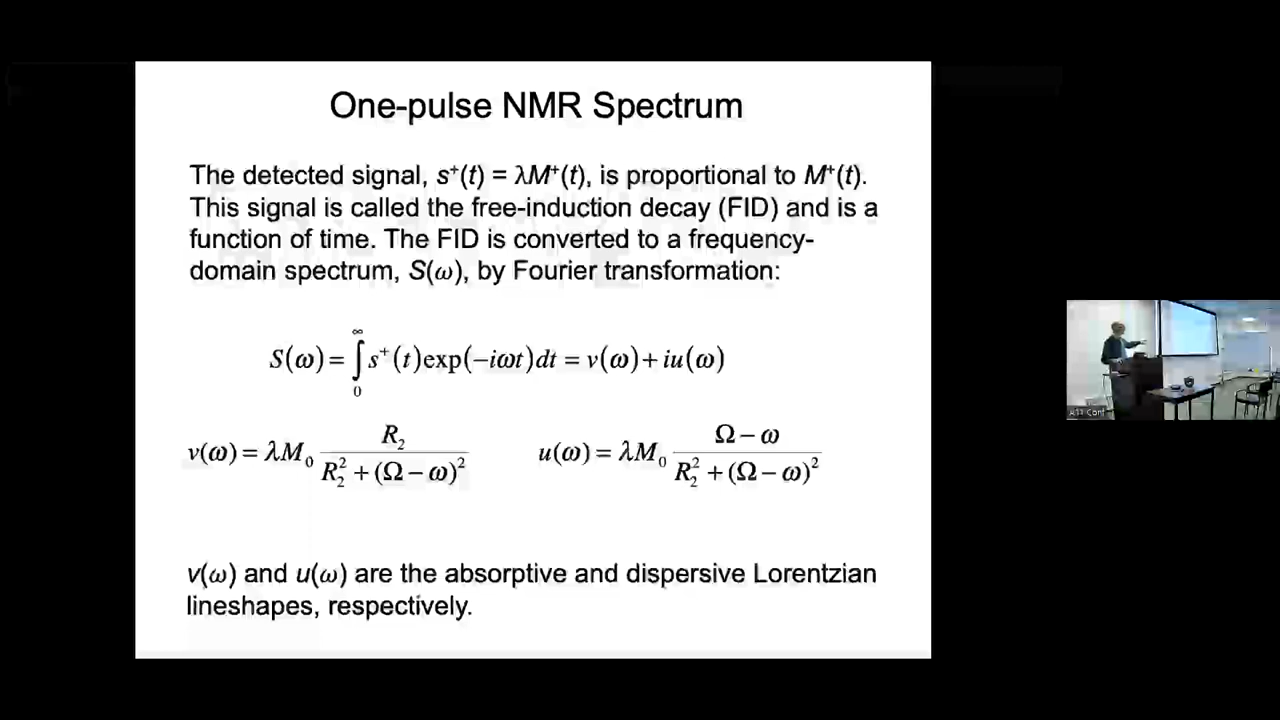 One-pulse NMR Spectrum
The detected signal, s⁺(t) = λM⁺(t), is proportional to M⁺(t).
This signal is called the free-induction decay (FID) and is a
function of time. The FID is converted to a frequency-
domain spectrum, S(ω), by Fourier transformation:
S(ω) = ∫₀^∞ s⁺(t)exp(−iωt)dt = v(ω) + iu(ω)
v(ω) = λM₀ R₂ / (R₂² + (Ω − ω)²)  u(ω) = λM₀ (Ω − ω) / (R₂² + (Ω − ω)²)
v(ω) and u(ω) are the absorptive and dispersive Lorentzian
lineshapes, respectively.
A11 Conf